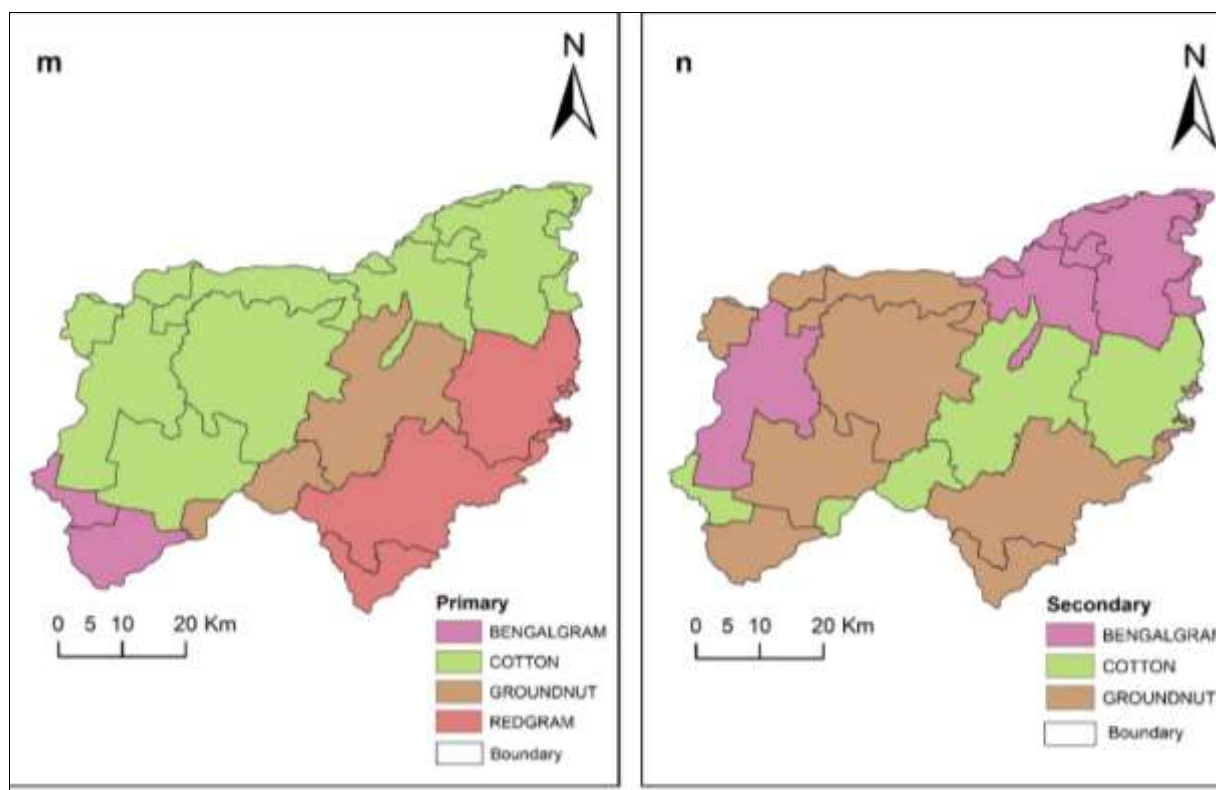 m
N
0 5 10 20 Km
Primary
BENGALGRAM
COTTON
GROUNDNUT
REDGRAM
Boundary
n
N
0 5 10 20 Km
Secondary
BENGALGRAM
COTTON
GROUNDNUT
Boundary